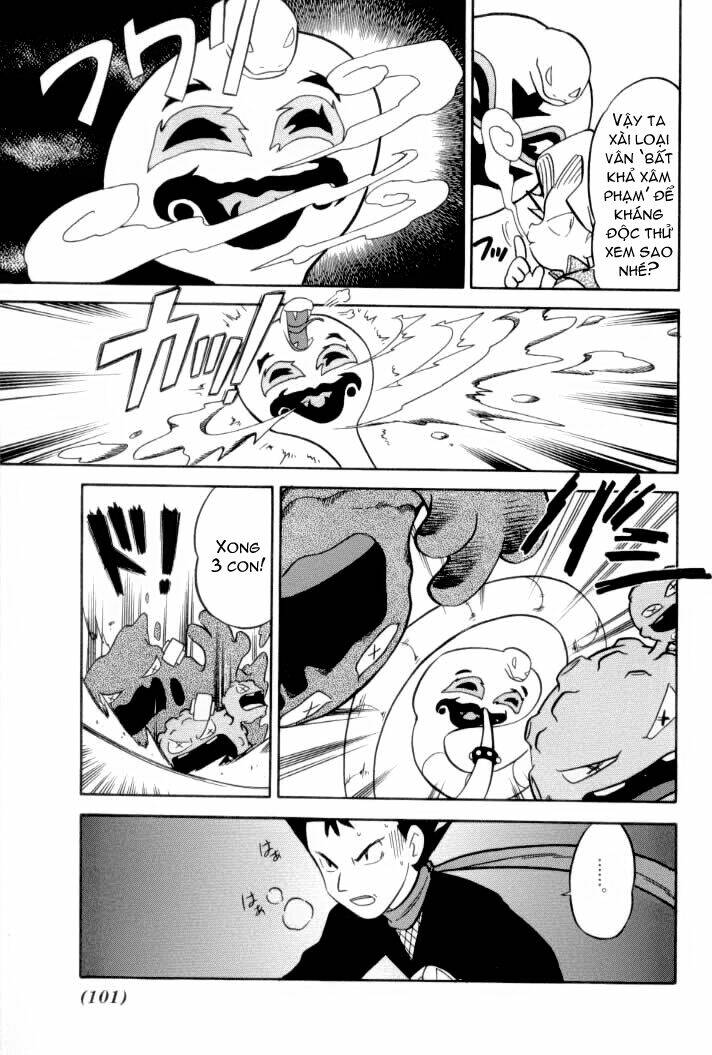 Vậy ta
xài loại
vân 'bất
khả xâm
phạm' để
kháng
độc thử
xem sao
nhé?
フワッ
フッ
カッ!
Xong
3 con!
ド!
......。
はぁ
はぁ
(101)